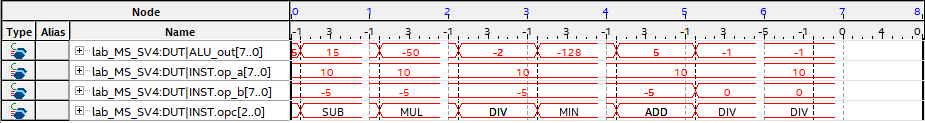 Node 0 1 2 3 4 5 6 7 8
Type Alias Name -1 3 -1 3 -1 3 -1 3 -1 3 -1 3 -1 3 4 8 0
lab_MS_SV4:DUT|ALU_out[7..0] 5 15 -50 -2 -128 5 -1 -1
lab_MS_SV4:DUT|INST.op_a[7..0] 10 10 10 10 10
lab_MS_SV4:DUT|INST.op_b[7..0] -5 -5 -5 -5 0 0
lab_MS_SV4:DUT|INST.opc[2..0] SUB MUL DIV MIN ADD DIV DIV